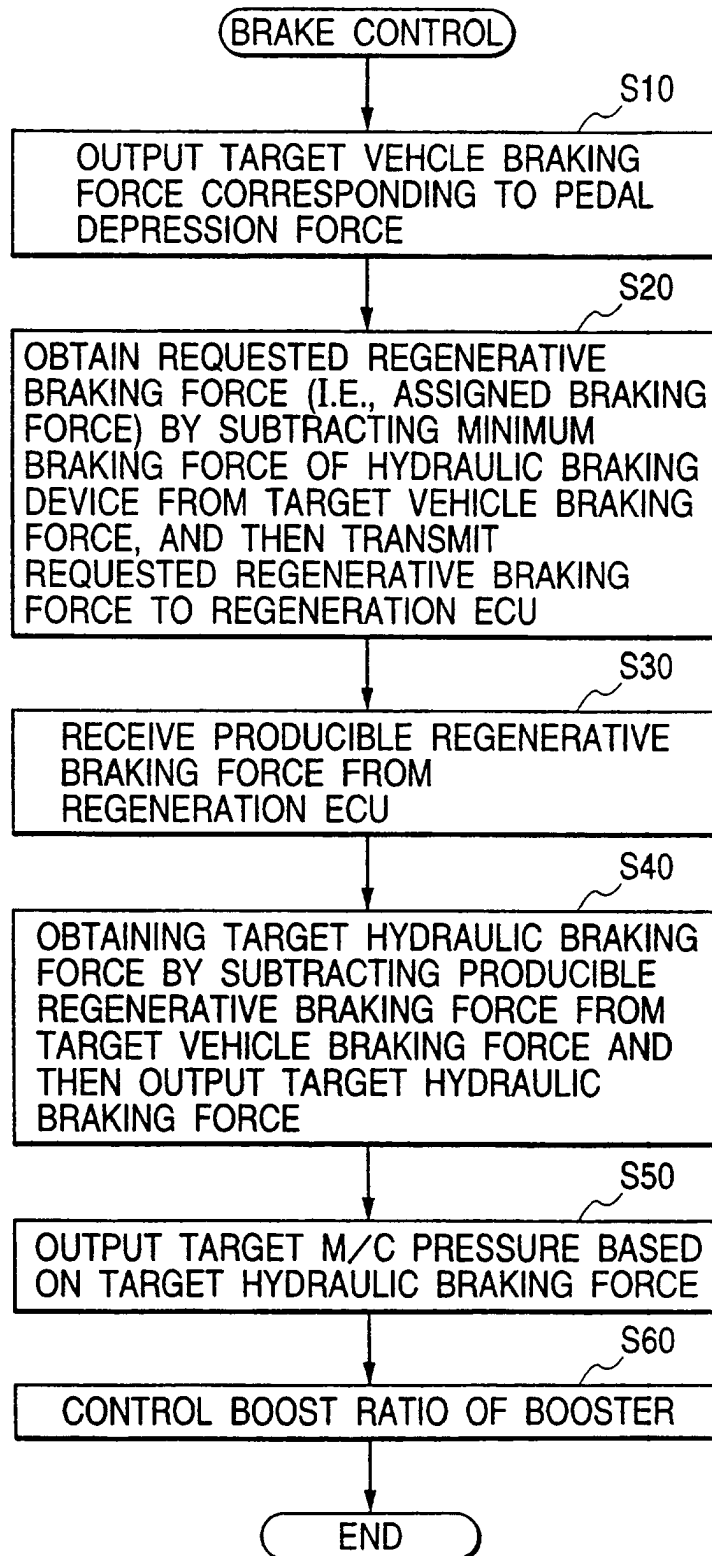 BRAKE CONTROL
S10
OUTPUT TARGET VEHCLE BRAKING
FORCE CORRESPONDING TO PEDAL
DEPRESSION FORCE
S20
OBTAIN REQUESTED REGENERATIVE
BRAKING FORCE (I.E., ASSIGNED BRAKING
FORCE) BY SUBTRACTING MINIMUM
BRAKING FORCE OF HYDRAULIC BRAKING
DEVICE FROM TARGET VEHICLE BRAKING
FORCE, AND THEN TRANSMIT
REQUESTED REGENERATIVE BRAKING
FORCE TO REGENERATION ECU
S30
RECEIVE PRODUCIBLE REGENERATIVE
BRAKING FORCE FROM
REGENERATION ECU
S40
OBTAINING TARGET HYDRAULIC BRAKING
FORCE BY SUBTRACTING PRODUCIBLE
REGENERATIVE BRAKING FORCE FROM
TARGET VEHICLE BRAKING FORCE AND
THEN OUTPUT TARGET HYDRAULIC
BRAKING FORCE
S50
OUTPUT TARGET M/C PRESSURE BASED
ON TARGET HYDRAULIC BRAKING FORCE
S60
CONTROL BOOST RATIO OF BOOSTER
END